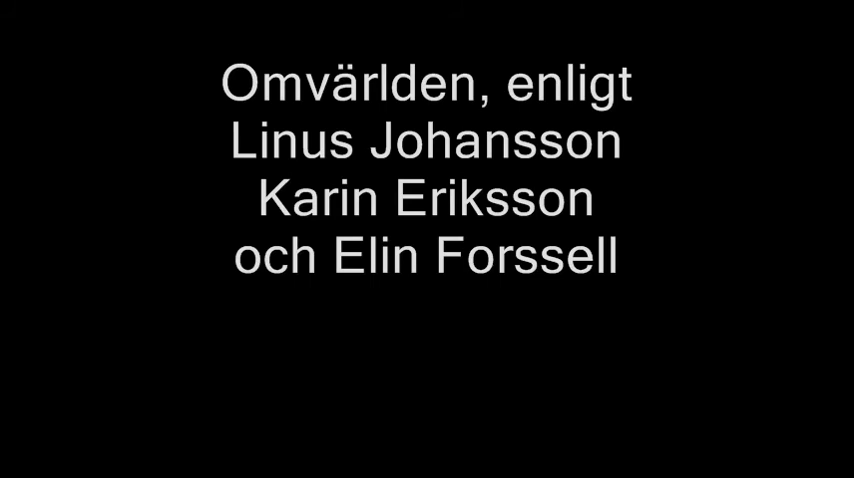 Omvärlden, enligt
Linus Johansson
Karin Eriksson
och Elin Forssell